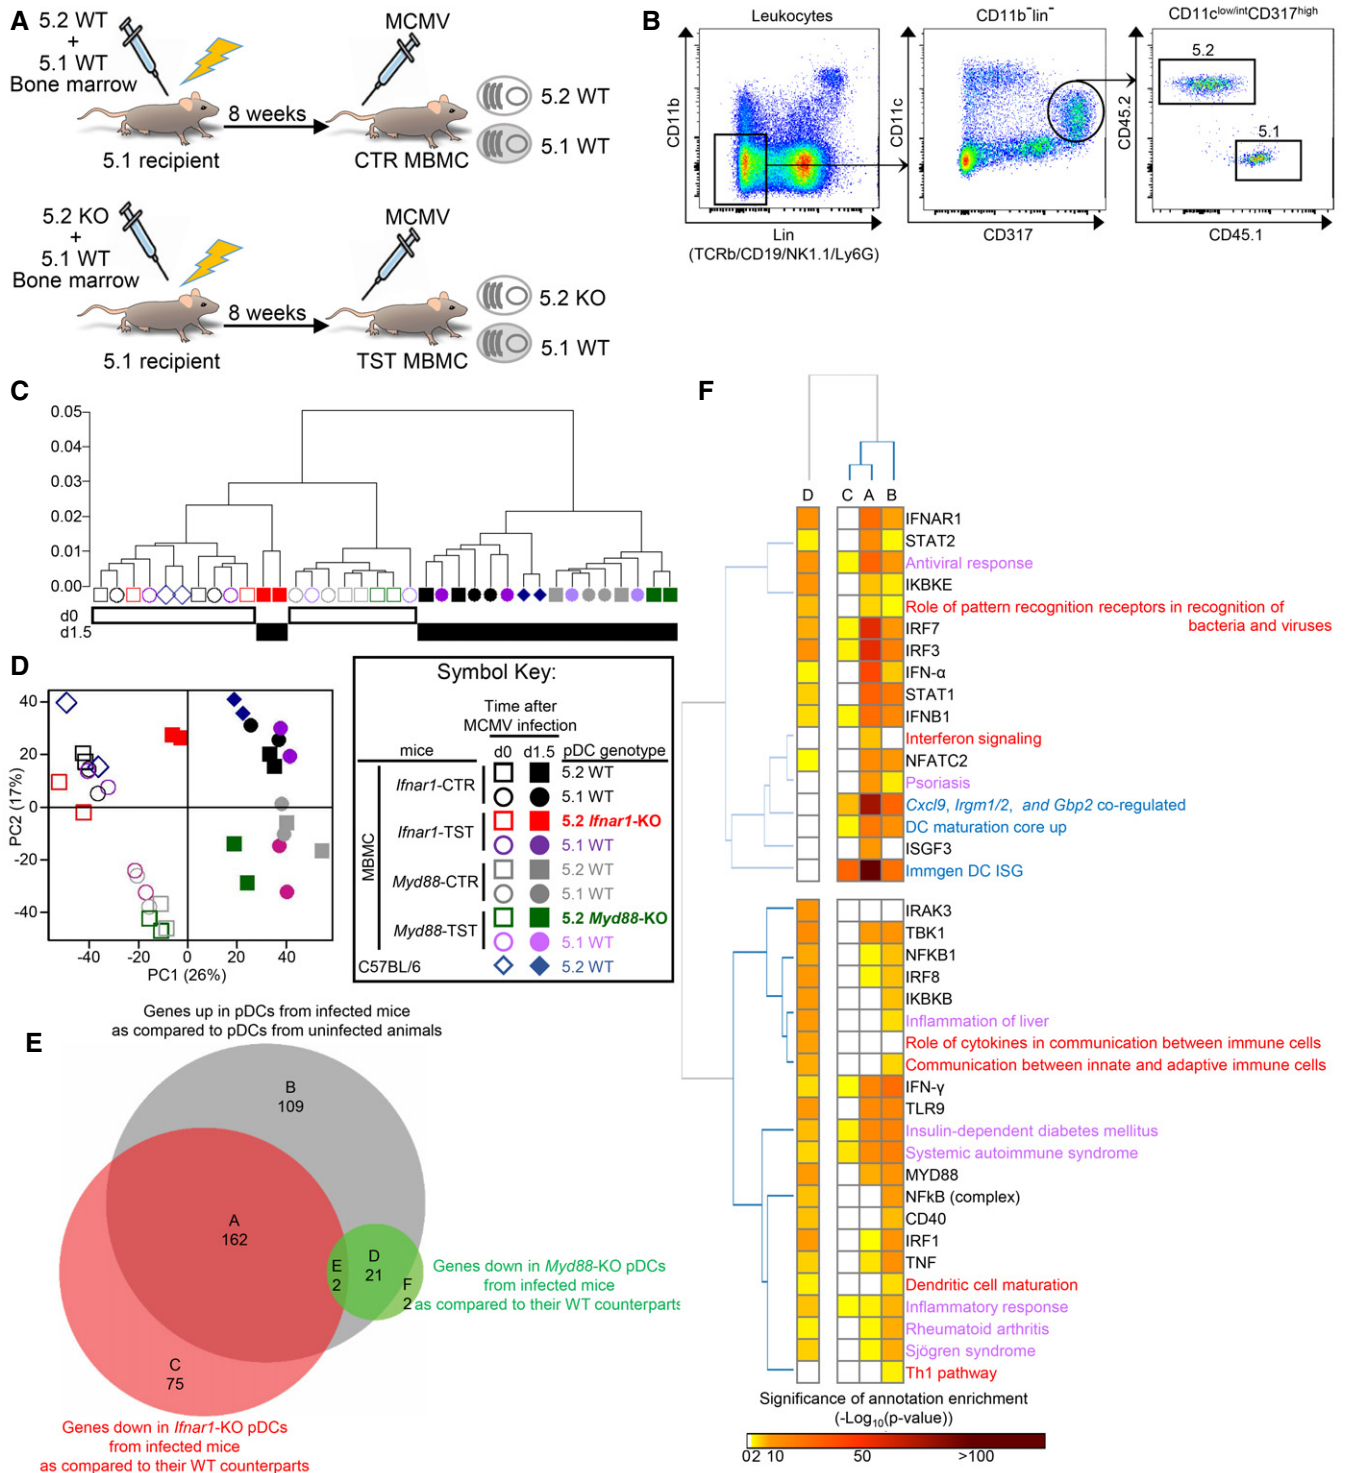 A
5.2 WT
+
5.1 WT
Bone marrow
MCMV
8 weeks
5.2 WT
5.1 WT
5.1 recipient
CTR MBMC
5.2 KO
+
5.1 WT
Bone marrow
MCMV
8 weeks
5.2 KO
5.1 WT
5.1 recipient
TST MBMC
B
Leukocytes
CD11b⁻lin⁻
CD11c^low/intCD317^high
CD11b
CD11c
CD45.2
5.2
5.1
Lin
(TCRb/CD19/NK1.1/Ly6G)
CD317
CD45.1
C
0.05
0.04
0.03
0.02
0.01
0.00
d0
d1.5
D
PC2 (17%)
40
20
0
-20
-40
-40
-20
0
20
40
PC1 (26%)
Symbol Key:
Time after
MCMV infection
mice
d0
d1.5
pDC genotype
MBMC
Ifnar1-CTR
5.2 WT
5.1 WT
Ifnar1-TST
5.2 Ifnar1-KO
5.1 WT
Myd88-CTR
5.2 WT
5.1 WT
Myd88-TST
5.2 Myd88-KO
5.1 WT
C57BL/6
5.2 WT
E
Genes up in pDCs from infected mice
as compared to pDCs from uninfected animals
B
109
A
162
E
2
D
21
F
2
C
75
Genes down in Myd88-KO pDCs
from infected mice
as compared to their WT counterparts
Genes down in Ifnar1-KO pDCs
from infected mice
as compared to their WT counterparts
F
D
C
A
B
IFNAR1
STAT2
Antiviral response
IKBKE
Role of pattern recognition receptors in recognition of
bacteria and viruses
IRF7
IRF3
IFN-α
STAT1
IFNB1
Interferon signaling
NFATC2
Psoriasis
Cxcl9, Irgm1/2, and Gbp2 co-regulated
DC maturation core up
ISGF3
Immgen DC ISG
IRAK3
TBK1
NFKB1
IRF8
IKBKB
Inflammation of liver
Role of cytokines in communication between immune cells
Communication between innate and adaptive immune cells
IFN-γ
TLR9
Insulin-dependent diabetes mellitus
Systemic autoimmune syndrome
MYD88
NFkB (complex)
CD40
IRF1
TNF
Dendritic cell maturation
Inflammatory response
Rheumatoid arthritis
Sjögren syndrome
Th1 pathway
Significance of annotation enrichment
(-Log₁₀(p-value))
0 2 10
50
>100